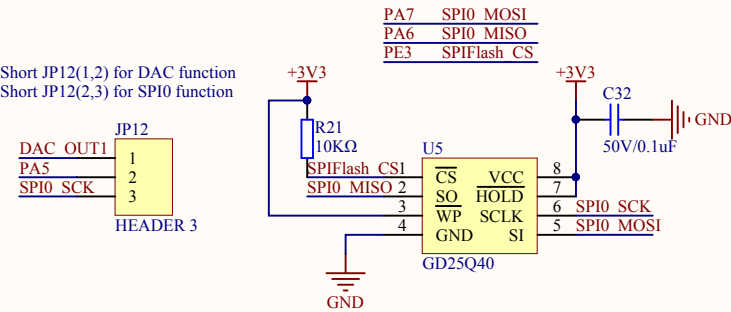 PA7 SPI0_MOSI
PA6 SPI0_MISO
PE3 SPIFlash_CS
Short JP12(1,2) for DAC function
Short JP12(2,3) for SPI0 function
JP12
DAC_OUT1 1
PA5 2
SPI0_SCK 3
HEADER 3
+3V3
R21
10KΩ
+3V3
C32
GND
50V/0.1uF
U5
SPIFlash_CS 1 CS VCC 8
SPI0_MISO 2 SO HOLD 7
3 WP SCLK 6 SPI0_SCK
4 GND SI 5 SPI0_MOSI
GD25Q40
GND